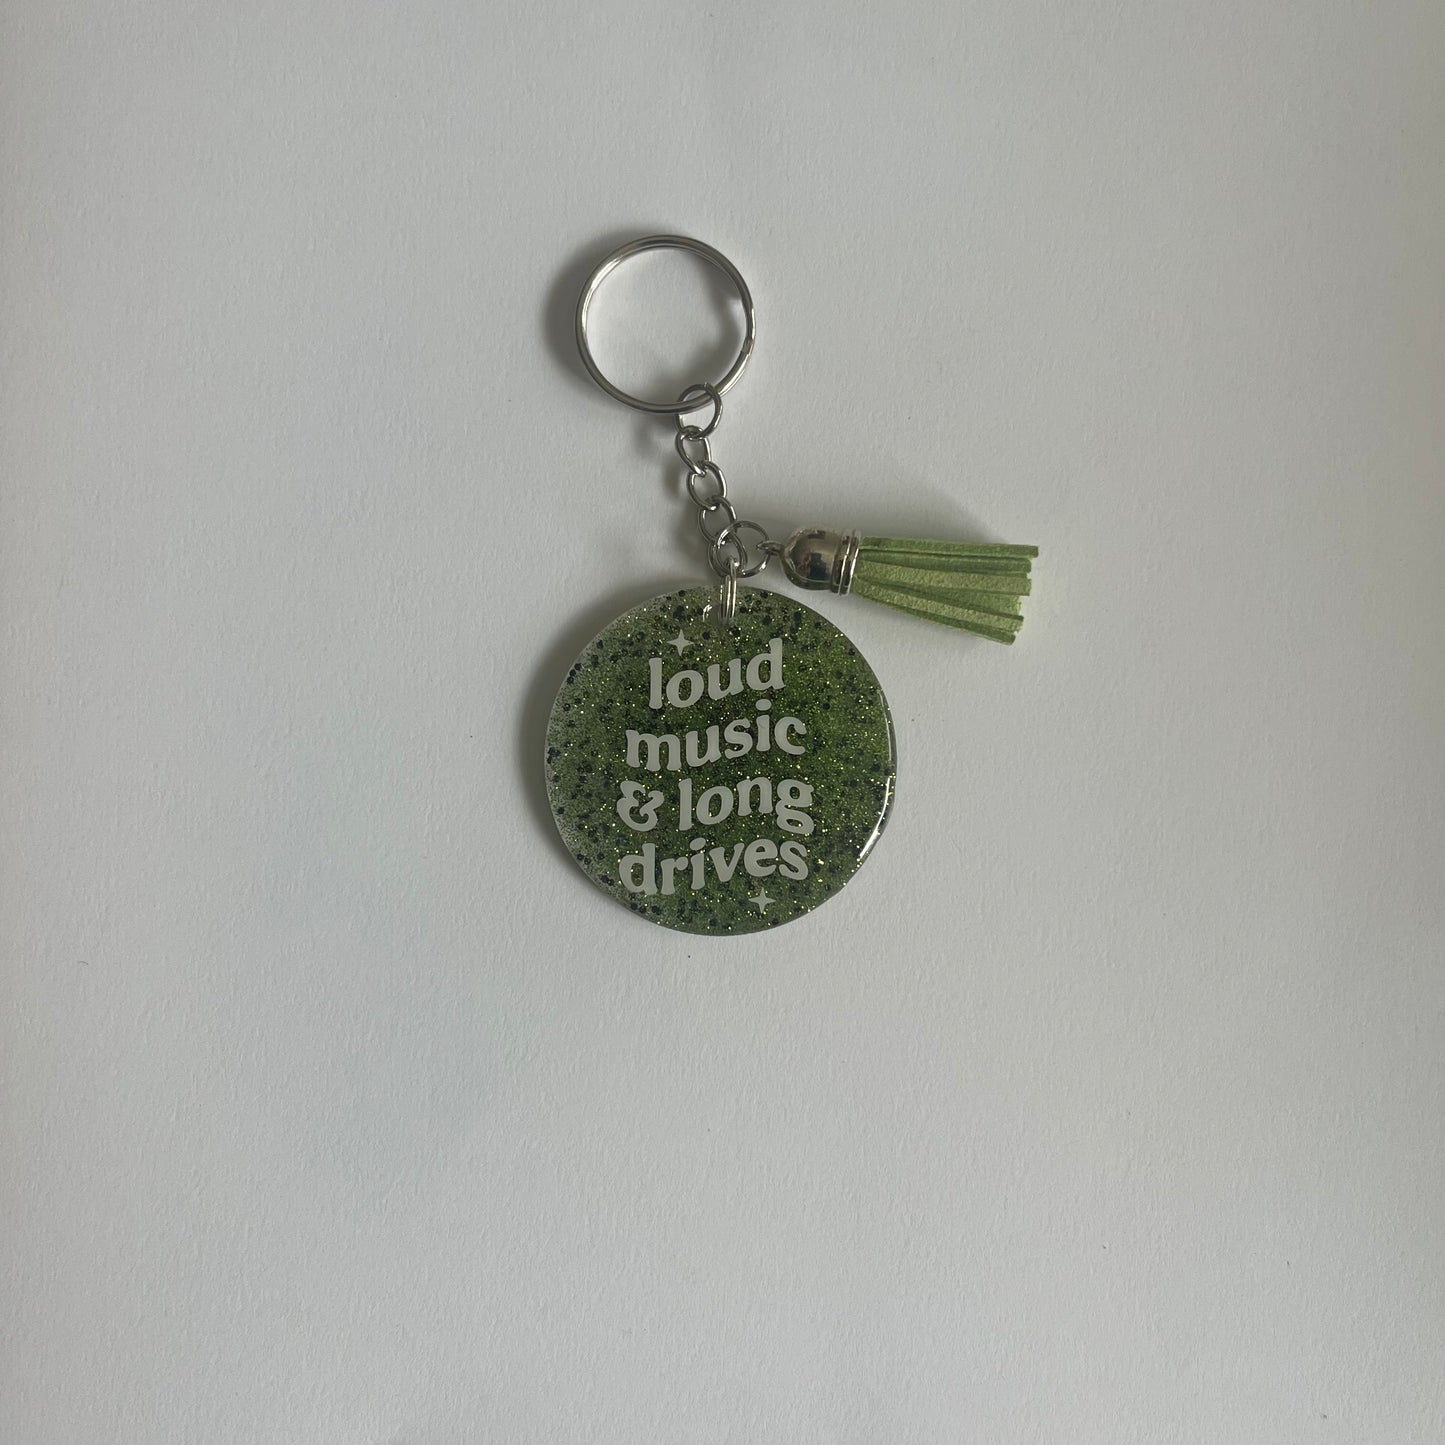 loud
music
& long
drives